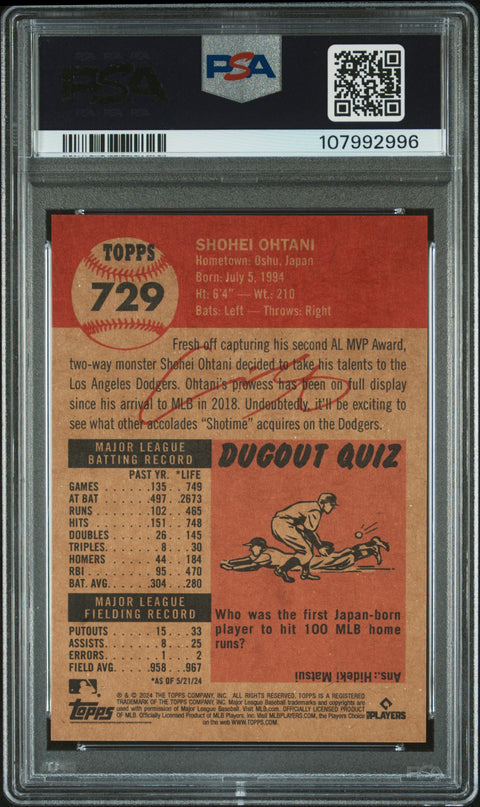 PSA
PSA
107992996
TOPPS
729
SHOHEI OHTANI
Hometown: Oshu, Japan
Born: July 5, 1994
Ht: 6'4" — Wt.: 210
Bats: Left — Throws: Right
Fresh off capturing his second AL MVP Award,
two-way monster Shohei Ohtani decided to take his talents to the
Los Angeles Dodgers. Ohtani's prowess has been on full display
since his arrival to MLB in 2018. Undoubtedly, it'll be exciting to
see what other accolades "Shotime" acquires on the Dodgers.
MAJOR LEAGUE
BATTING RECORD
PAST YR. *LIFE
GAMES 135 749
AT BAT 497 2673
RUNS 102 465
HITS 151 748
DOUBLES 26 145
TRIPLES 8 30
HOMERS 44 184
RBI 95 470
BAT. AVG. .304 .280
MAJOR LEAGUE
FIELDING RECORD
PUTOUTS 15 33
ASSISTS 8 25
ERRORS 1 2
FIELD AVG. .958 .967
*AS OF 5/21/24
DUGOUT QUIZ
Who was the first Japan-born
player to hit 100 MLB home
runs?
Ans.: Hideki Matsui
topps
® & © 2024 THE TOPPS COMPANY, INC. ALL RIGHTS RESERVED. TOPPS IS A REGISTERED
TRADEMARK OF THE TOPPS COMPANY, INC. Major League Baseball trademarks and copyrights are
used with permission of Major League Baseball. Visit MLB.com. OFFICIALLY LICENSED PRODUCT
OF MLB. Officially Licensed Product of MLB Players, Inc. Visit MLBPLAYERS.COM, the Players Choice
on the web. WWW.TOPPS.COM
PLAYERS
PSA